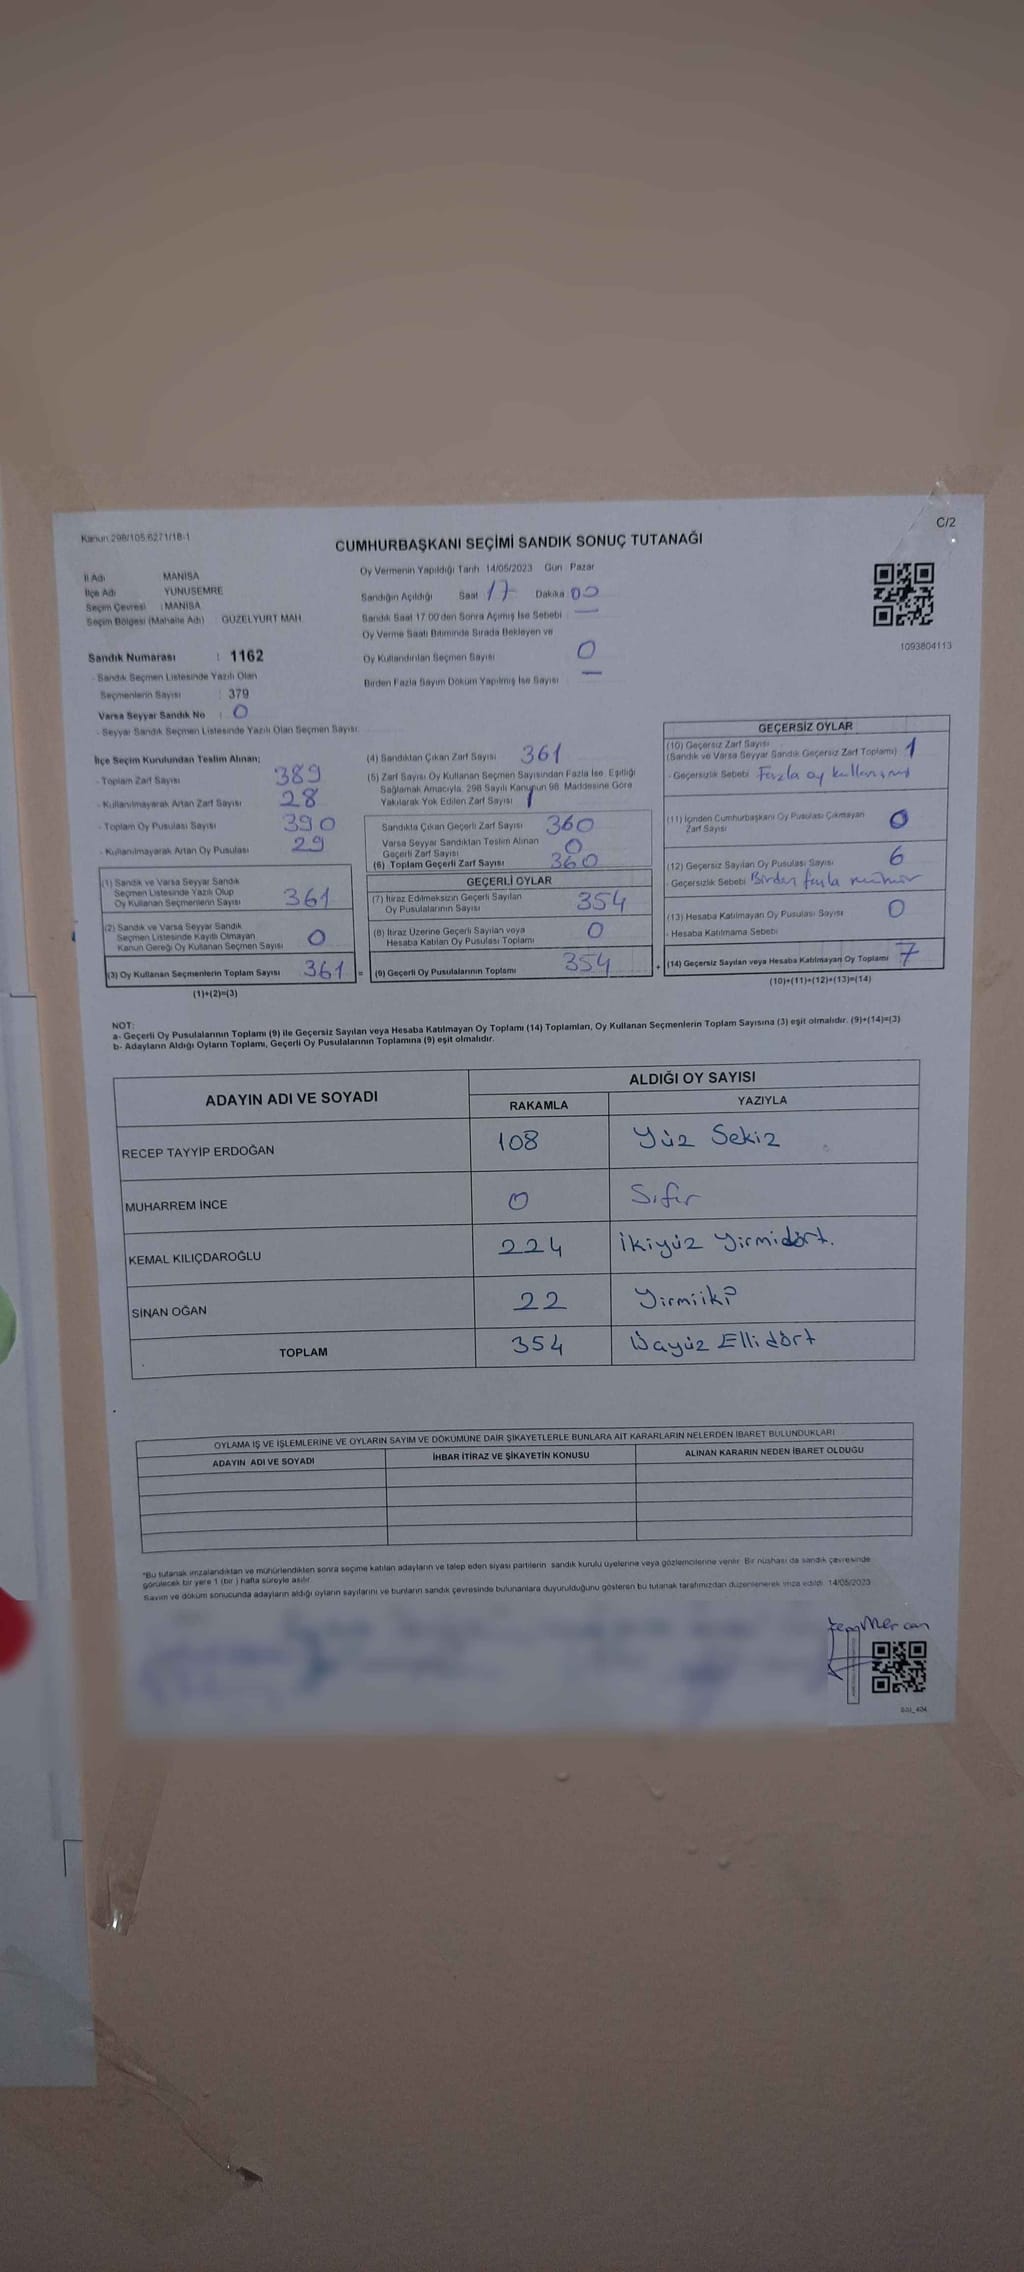 Kanun 298/105 6271/18-1
C/2
CUMHURBAŞKANI SEÇİMİ SANDIK SONUÇ TUTANAĞI
İl Adı MANİSA
İlçe Adı YUNUSEMRE
Seçim Çevresi : MANİSA
Seçim Bölgesi (Mahalle Adı) GÜZELYURT MAH.
Sandık Numarası : 1162
- Sandık Seçmen Listesinde Yazılı Olan
Seçmenlerin Sayısı : 379
Varsa Seyyar Sandık No : 0
- Seyyar Sandık Seçmen Listesinde Yazılı Olan Seçmen Sayısı:
Oy Vermenin Yapıldığı Tarih 14/05/2023 Gün Pazar
Sandığın Açıldığı Saat 17 Dakika 00
Sandık Saat 17:00'den Sonra Açımış İse Sebebi —
Oy Verme Saati Bitiminde Sırada Bekleyen ve
Oy Kullandırılan Seçmen Sayısı 0
Birden Fazla Sayım Döküm Yapılmış İse Sayısı —
1093804113
İlçe Seçim Kurulundan Teslim Alınan;
- Toplam Zarf Sayısı 389
- Kullanılmayarak Artan Zarf Sayısı 28
- Toplam Oy Pusulası Sayısı 390
- Kullanılmayarak Artan Oy Pusulası 29
(1) Sandık ve Varsa Seyyar Sandık
Seçmen Listesinde Yazılı Olup
Oy Kullanan Seçmenlerin Sayısı 361
(2) Sandık ve Varsa Seyyar Sandık
Seçmen Listesinde Kayıtlı Olmayan
Kanun Gereği Oy Kullanan Seçmen Sayısı 0
(3) Oy Kullanan Seçmenlerin Toplam Sayısı 361 =
(1)+(2)=(3)
(4) Sandıktan Çıkan Zarf Sayısı 361
(5) Zarf Sayısı Oy Kullanan Seçmen Sayısından Fazla İse, Eşitliği
Sağlamak Amacıyla, 298 Sayılı Kanunun 98. Maddesine Göre
Yakılarak Yok Edilen Zarf Sayısı 1
Sandıkta Çıkan Geçerli Zarf Sayısı 360
Varsa Seyyar Sandıktan Teslim Alınan
Geçerli Zarf Sayısı 0
(6) Toplam Geçerli Zarf Sayısı 360
GEÇERLİ OYLAR
(7) İtiraz Edilmeksizin Geçerli Sayılan
Oy Pusulalarının Sayısı 354
(8) İtiraz Üzerine Geçerli Sayılan veya
Hesaba Katılan Oy Pusulası Toplamı 0
(9) Geçerli Oy Pusulalarının Toplamı 354 +
GEÇERSİZ OYLAR
(10) Geçersiz Zarf Sayısı
(Sandık ve Varsa Seyyar Sandık Geçersiz Zarf Toplamı) 1
- Geçersizlik Sebebi Fazla oy kullanımı
(11) İçinden Cumhurbaşkanı Oy Pusulası Çıkmayan
Zarf Sayısı 0
(12) Geçersiz Sayılan Oy Pusulası Sayısı 6
- Geçersizlik Sebebi Birden fazla mühür
(13) Hesaba Katılmayan Oy Pusulası Sayısı 0
- Hesaba Katılmama Sebebi
(14) Geçersiz Sayılan veya Hesaba Katılmayan Oy Toplamı 7
(10)+(11)+(12)+(13)=(14)
NOT:
a- Geçerli Oy Pusulalarının Toplamı (9) ile Geçersiz Sayılan veya Hesaba Katılmayan Oy Toplamı (14) Toplamları, Oy Kullanan Seçmenlerin Toplam Sayısına (3) eşit olmalıdır. (9)+(14)=(3)
b- Adayların Aldığı Oyların Toplamı, Geçerli Oy Pusulalarının Toplamına (9) eşit olmalıdır.
ADAYIN ADI VE SOYADI
ALDIĞI OY SAYISI
RAKAMLA YAZIYLA
RECEP TAYYİP ERDOĞAN 108 Yüz Sekiz
MUHARREM İNCE 0 Sıfır
KEMAL KILIÇDAROĞLU 224 İkiyüz Yirmidört.
SİNAN OĞAN 22 Yirmiiki
TOPLAM 354 Üçyüz Ellidört
OYLAMA İŞ VE İŞLEMLERİNE VE OYLARIN SAYIM VE DÖKÜMÜNE DAİR ŞİKAYETLERLE BUNLARA AİT KARARLARIN NELERDEN İBARET BULUNDUKLARI
ADAYIN ADI VE SOYADI İHBAR İTİRAZ VE ŞİKAYETİN KONUSU ALINAN KARARIN NEDEN İBARET OLDUĞU
*Bu tutanak imzalandıktan ve mühürlendikten sonra seçime katılan adayların ve talep eden siyasi partilerin sandık kurulu üyelerine veya gözlemcilerine verilir. Bir nüshası da sandık çevresinde
görülecek bir yere 1 (bir) hafta süreyle asılır.
Sayım ve döküm sonucunda adayların aldığı oyların sayılarını ve bunların sandık çevresinde bulunanlara duyurulduğunu gösteren bu tutanak tarafımızdan düzenlenerek imza edildi. 14/05/2023
Mercan